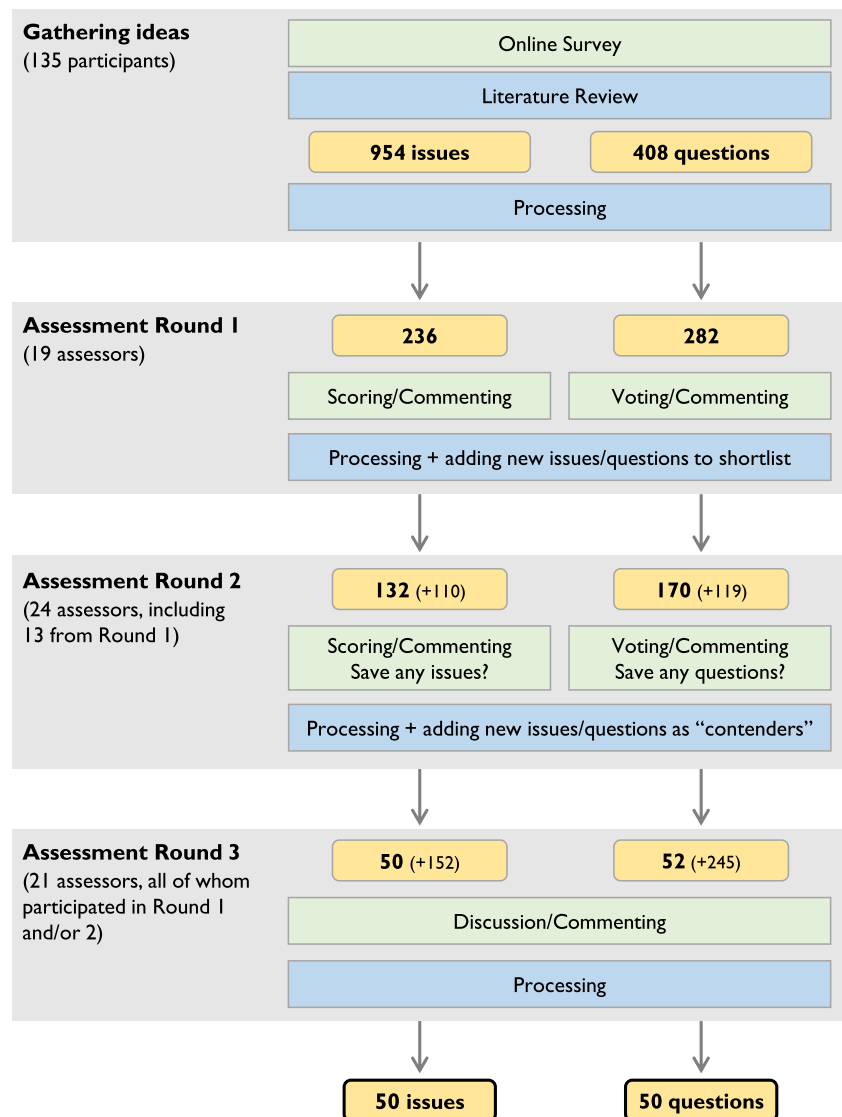 Gathering ideas
(135 participants)
Online Survey
Literature Review
954 issues
408 questions
Processing
Assessment Round 1
(19 assessors)
236
282
Scoring/Commenting
Voting/Commenting
Processing + adding new issues/questions to shortlist
Assessment Round 2
(24 assessors, including
13 from Round 1)
132 (+110)
170 (+119)
Scoring/Commenting
Save any issues?
Voting/Commenting
Save any questions?
Processing + adding new issues/questions as “contenders”
Assessment Round 3
(21 assessors, all of whom
participated in Round 1
and/or 2)
50 (+152)
52 (+245)
Discussion/Commenting
Processing
50 issues
50 questions